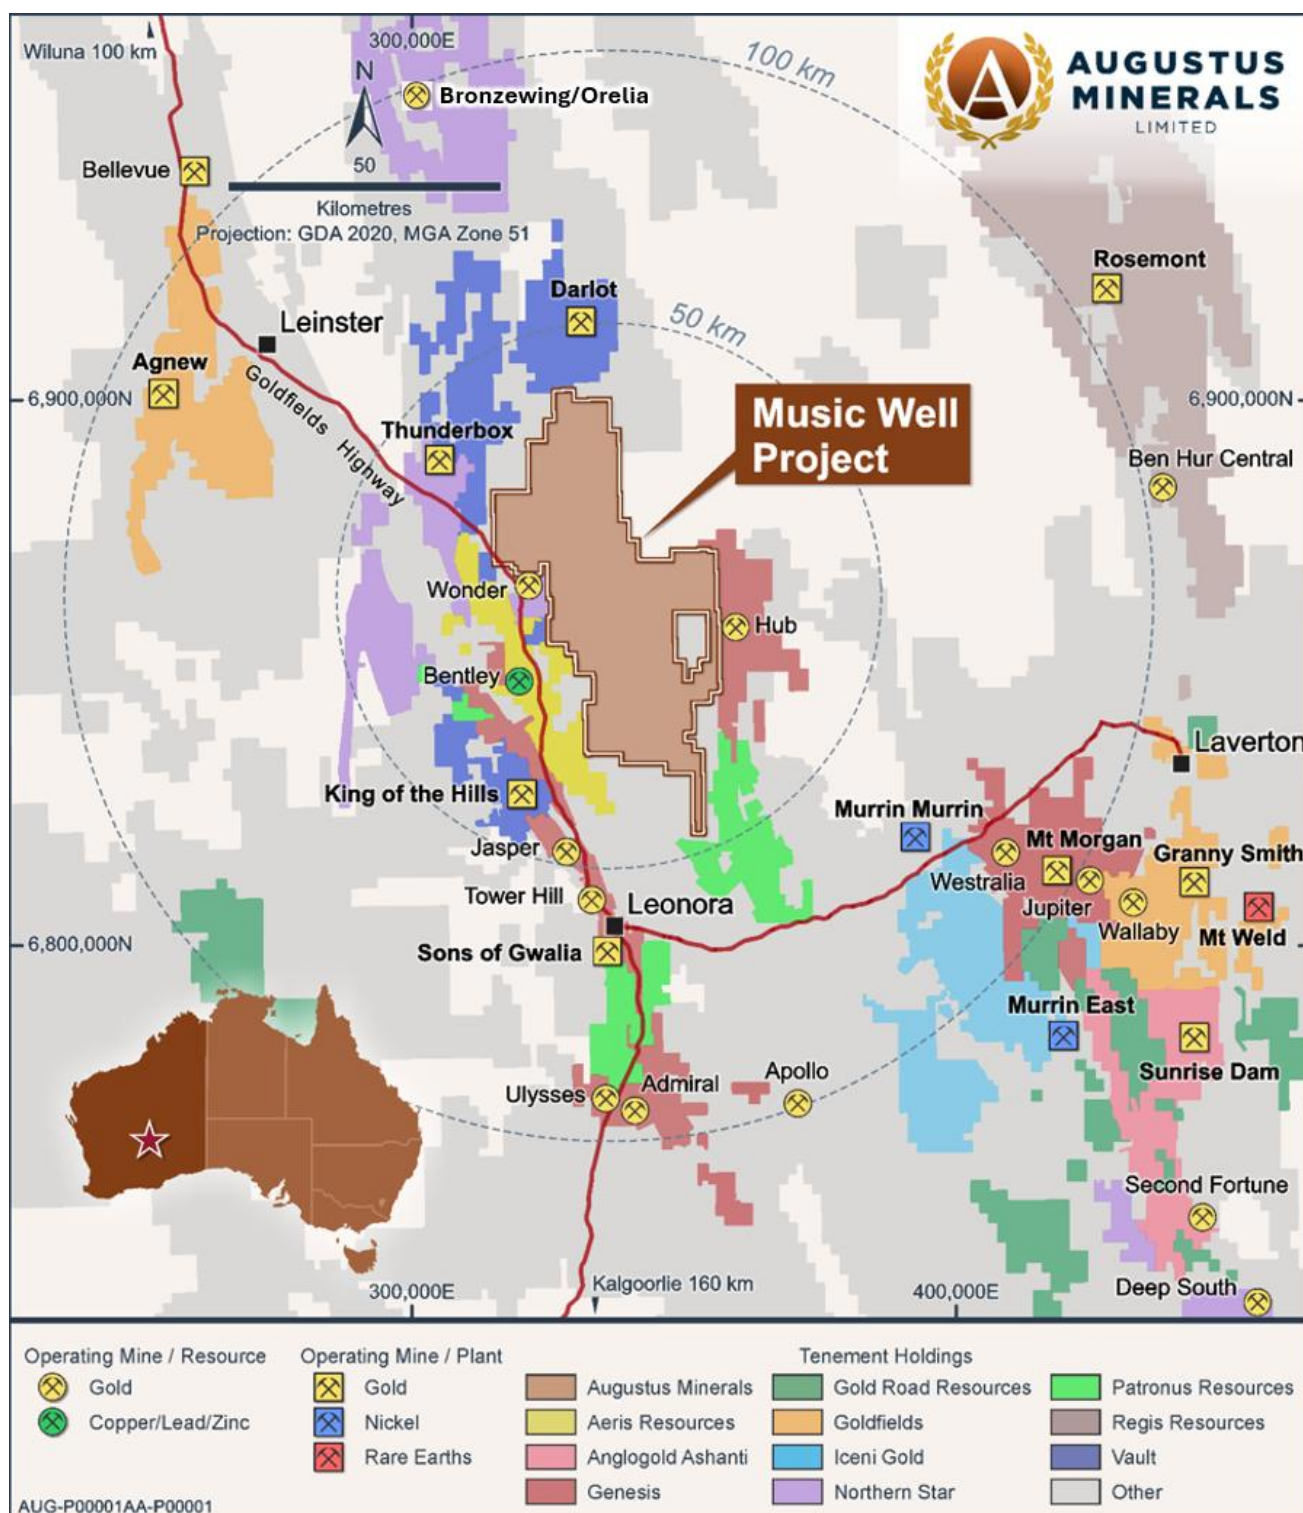 Wiluna 100 km
300,000E
100 km
AUGUSTUS
MINERALS
LIMITED
N
Bronzewing/Orelia
50
Kilometres
Projection: GDA 2020, MGA Zone 51
Bellevue
Rosemont
Darlot
50 km
Leinster
Agnew
6,900,000N
6,900,000N
Goldfields Highway
Thunderbox
Music Well
Project
Ben Hur Central
Wonder
Hub
Bentley
Laverton
King of the Hills
Murrin Murrin
Jasper
Mt Morgan
Granny Smith
Westralia
Tower Hill
Leonora
Jupiter
Wallaby
Mt Weld
6,800,000N
Sons of Gwalia
Murrin East
Sunrise Dam
Apollo
Admiral
Ulysses
Second Fortune
300,000E
Kalgoorlie 160 km
400,000E
Deep South
Operating Mine / Resource
Gold
Copper/Lead/Zinc
Operating Mine / Plant
Gold
Nickel
Rare Earths
Tenement Holdings
Augustus Minerals
Aeris Resources
Anglogold Ashanti
Genesis
Gold Road Resources
Goldfields
Iceni Gold
Northern Star
Patronus Resources
Regis Resources
Vault
Other
AUG-P00001AA-P00001